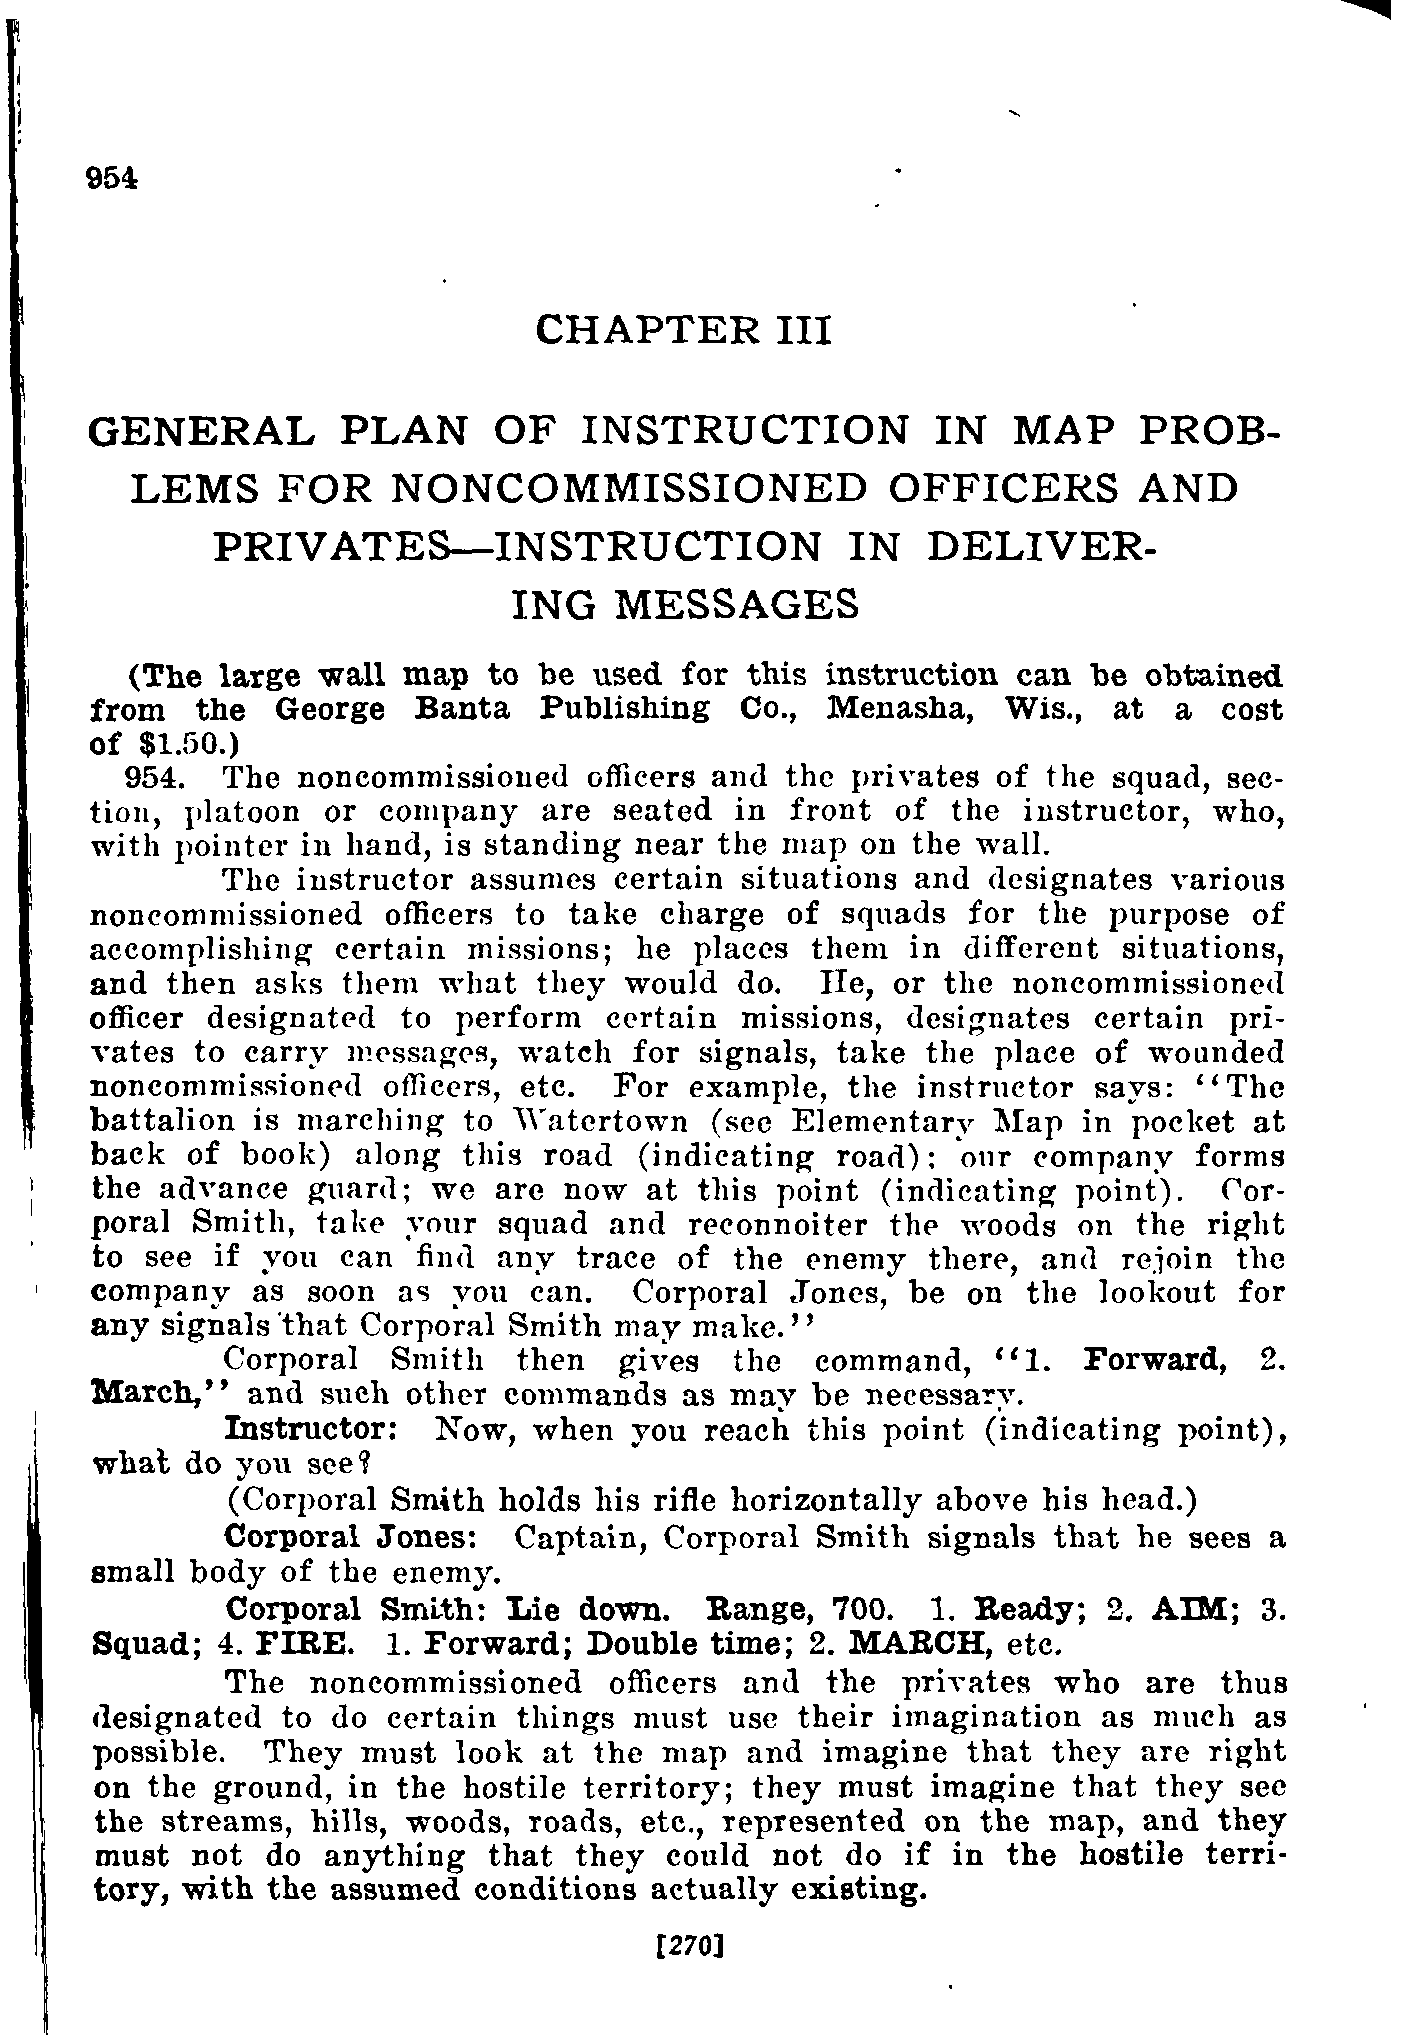 954
CHAPTER III
GENERAL PLAN OF INSTRUCTION IN MAP PROB-
LEMS FOR NONCOMMISSIONED OFFICERS AND
PRIVATES—INSTRUCTION IN DELIVER-
ING MESSAGES
(The large wall map to be used for this instruction can be obtained
from the George Banta Publishing Co., Menasha, Wis., at a cost
of $1.50.)
954. The noncommissioned officers and the privates of the squad, sec-
tion, platoon or company are seated in front of the instructor, who,
with pointer in hand, is standing near the map on the wall.
The instructor assumes certain situations and designates various
noncommissioned officers to take charge of squads for the purpose of
accomplishing certain missions; he places them in different situations,
and then asks them what they would do. He, or the noncommissioned
officer designated to perform certain missions, designates certain pri-
vates to carry messages, watch for signals, take the place of wounded
noncommissioned officers, etc. For example, the instructor says: "The
battalion is marching to Watertown (see Elementary Map in pocket at
back of book) along this road (indicating road); our company forms
the advance guard; we are now at this point (indicating point). Cor-
poral Smith, take your squad and reconnoiter the woods on the right
to see if you can find any trace of the enemy there, and rejoin the
company as soon as you can. Corporal Jones, be on the lookout for
any signals that Corporal Smith may make."
Corporal Smith then gives the command, "1. Forward, 2.
March," and such other commands as may be necessary.
Instructor: Now, when you reach this point (indicating point),
what do you see?
(Corporal Smith holds his rifle horizontally above his head.)
Corporal Jones: Captain, Corporal Smith signals that he sees a
small body of the enemy.
Corporal Smith: Lie down. Range, 700. 1. Ready; 2. AIM; 3.
Squad; 4. FIRE. 1. Forward; Double time; 2. MARCH, etc.
The noncommissioned officers and the privates who are thus
designated to do certain things must use their imagination as much as
possible. They must look at the map and imagine that they are right
on the ground, in the hostile territory; they must imagine that they see
the streams, hills, woods, roads, etc., represented on the map, and they
must not do anything that they could not do if in the hostile terri-
tory, with the assumed conditions actually existing.
[270]